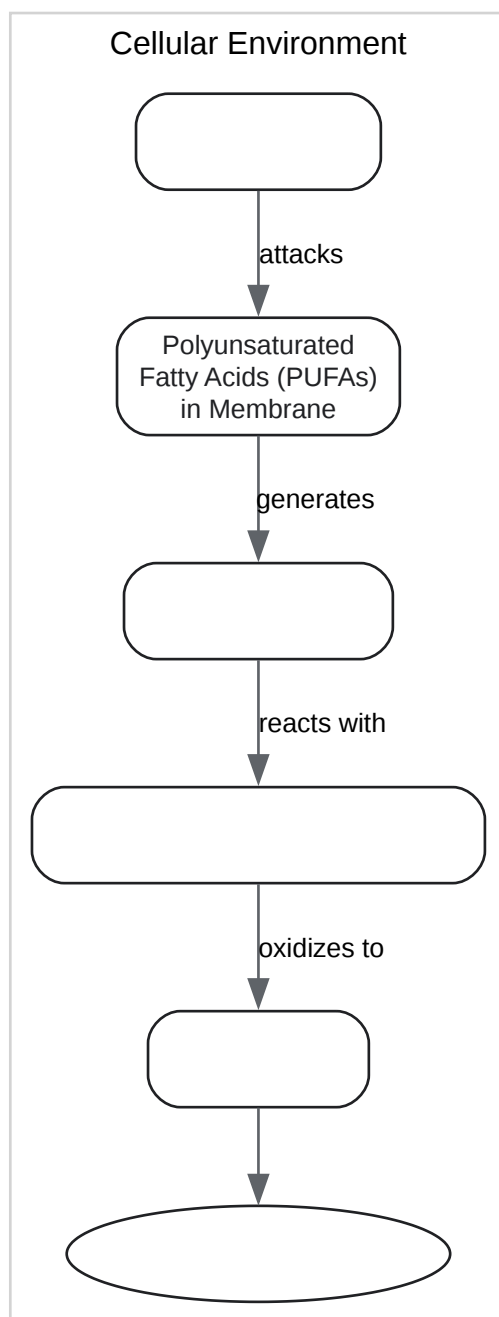 Cellular Environment
attacks
Polyunsaturated
Fatty Acids (PUFAs)
in Membrane
generates
reacts with
oxidizes to